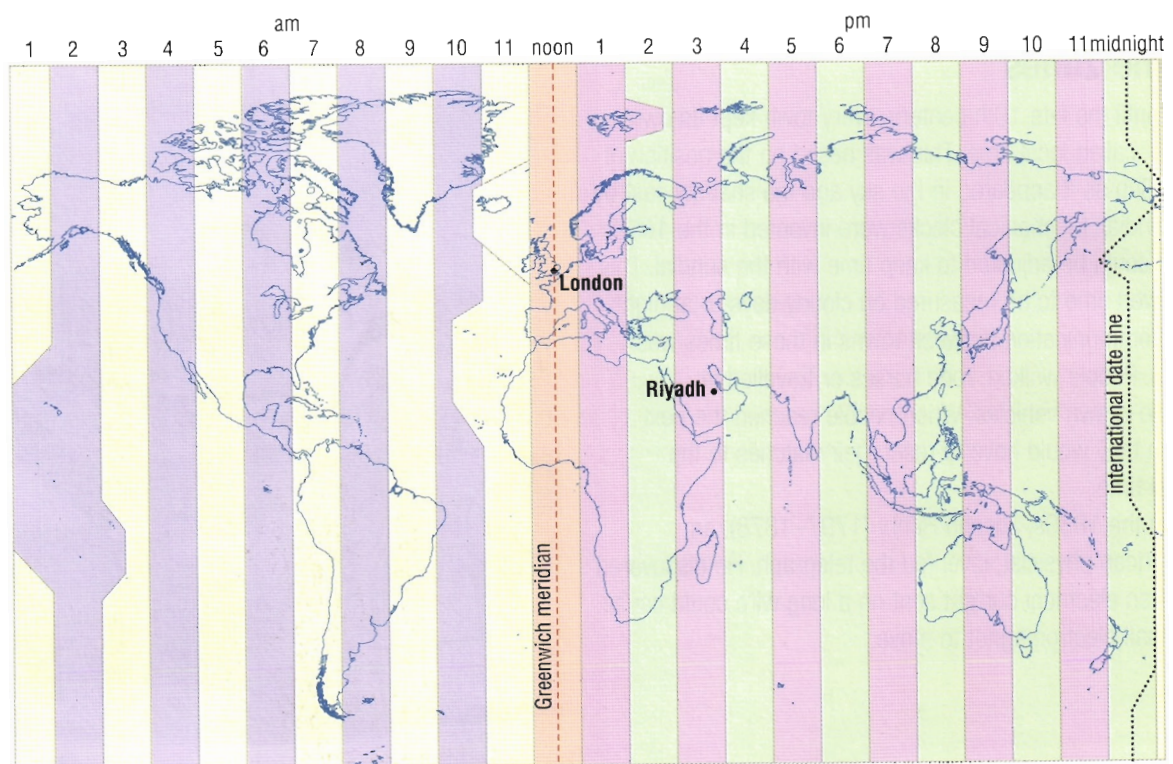 am
pm
1 2 3 4 5 6 7 8 9 10 11 noon 1 2 3 4 5 6 7 8 9 10 11 midnight
London
Riyadh
international date line
Greenwich meridian